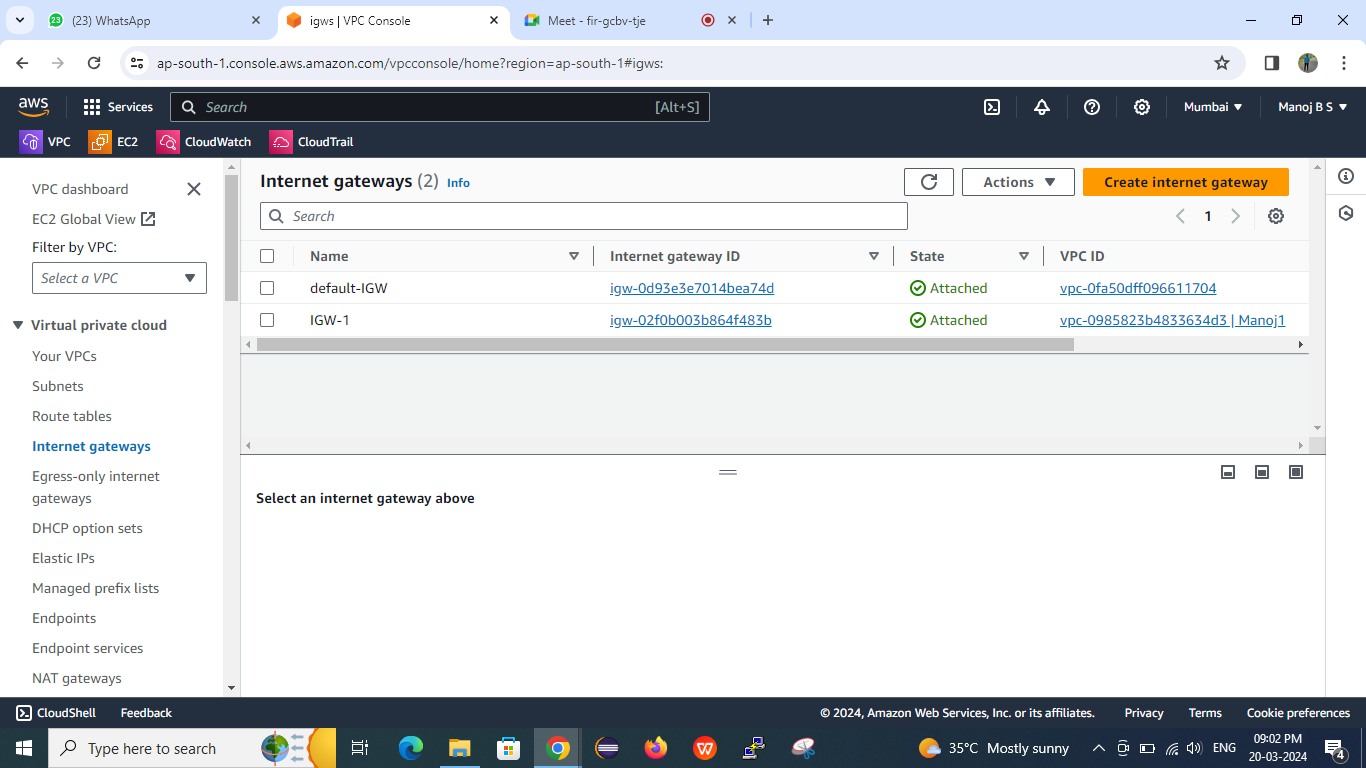 (23) WhatsApp
igws | VPC Console
Meet - fir-gcbv-tje
ap-south-1.console.aws.amazon.com/vpcconsole/home?region=ap-south-1#igws:
aws
Services
Search
[Alt+S]
Mumbai
Manoj B S
VPC
EC2
CloudWatch
CloudTrail
VPC dashboard
EC2 Global View
Filter by VPC:
Select a VPC
Virtual private cloud
Your VPCs
Subnets
Route tables
Internet gateways
Egress-only internet
gateways
DHCP option sets
Elastic IPs
Managed prefix lists
Endpoints
Endpoint services
NAT gateways
Internet gateways (2) Info
Actions
Create internet gateway
Search
1
Name Internet gateway ID State VPC ID
default-IGW igw-0d93e3e7014bea74d Attached vpc-0fa50dff096611704
IGW-1 igw-02f0b003b864f483b Attached vpc-0985823b4833634d3 | Manoj1
Select an internet gateway above
CloudShell Feedback © 2024, Amazon Web Services, Inc. or its affiliates. Privacy Terms Cookie preferences
Type here to search
35°C Mostly sunny
ENG
09:02 PM
20-03-2024
4